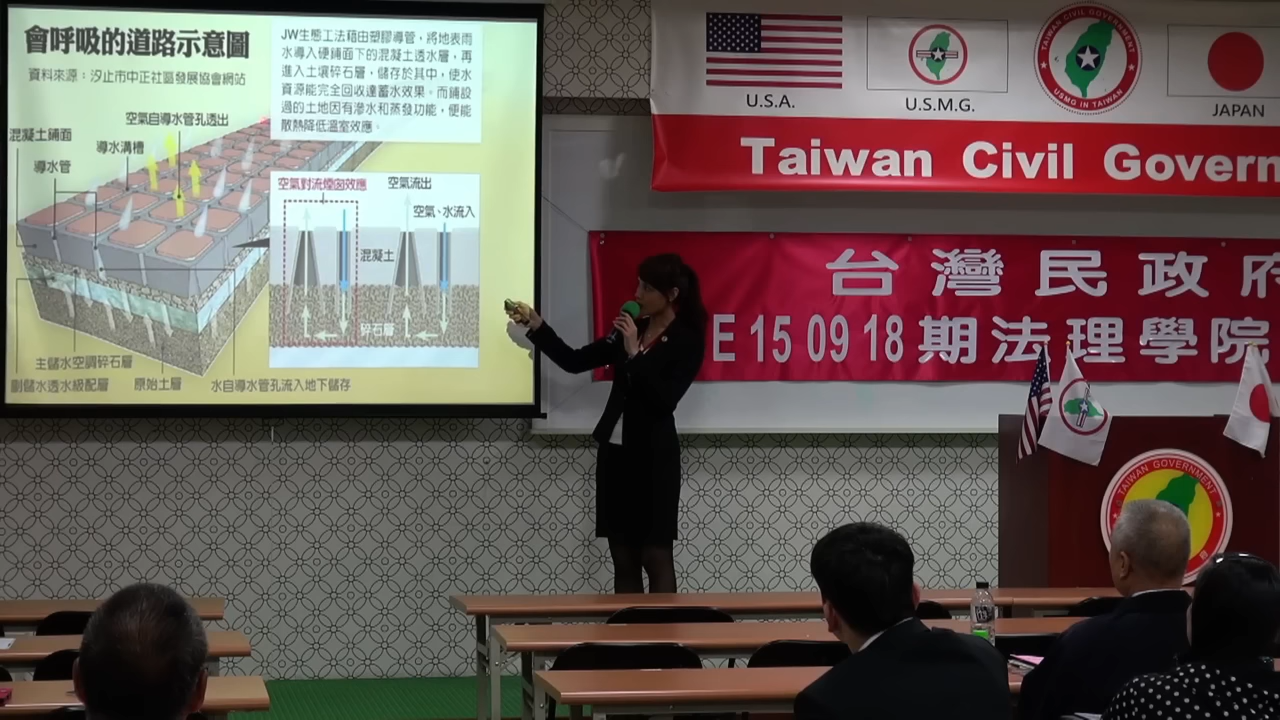 會呼吸的道路示意圖
資料來源：汐止市中正社區發展協會網站
JW生態工法藉由塑膠導管，將地表雨
水導入硬鋪面下的混凝土透水層，再
進入土壤碎石層，儲存於其中，使水
資源能完全回收達蓄水效果。而鋪設
過的土地因有滲水和蒸發功能，便能
散熱降低溫室效應。
空氣自導水管孔透出
混凝土鋪面
導水溝槽
導水管
空氣對流煙囪效應
空氣流出
空氣、水流入
混凝土
碎石層
主儲水空調碎石層
副儲水透水級配層
原始土層
水自導水管孔流入地下儲存
U.S.A.
U.S.M.G.
TAIWAN CIVIL GOVERNMENT
USMG IN TAIWAN
JAPAN
Taiwan Civil Govern
台灣民政府
E 15 09 18 期法理學院
TAIWAN GOVERNMENT